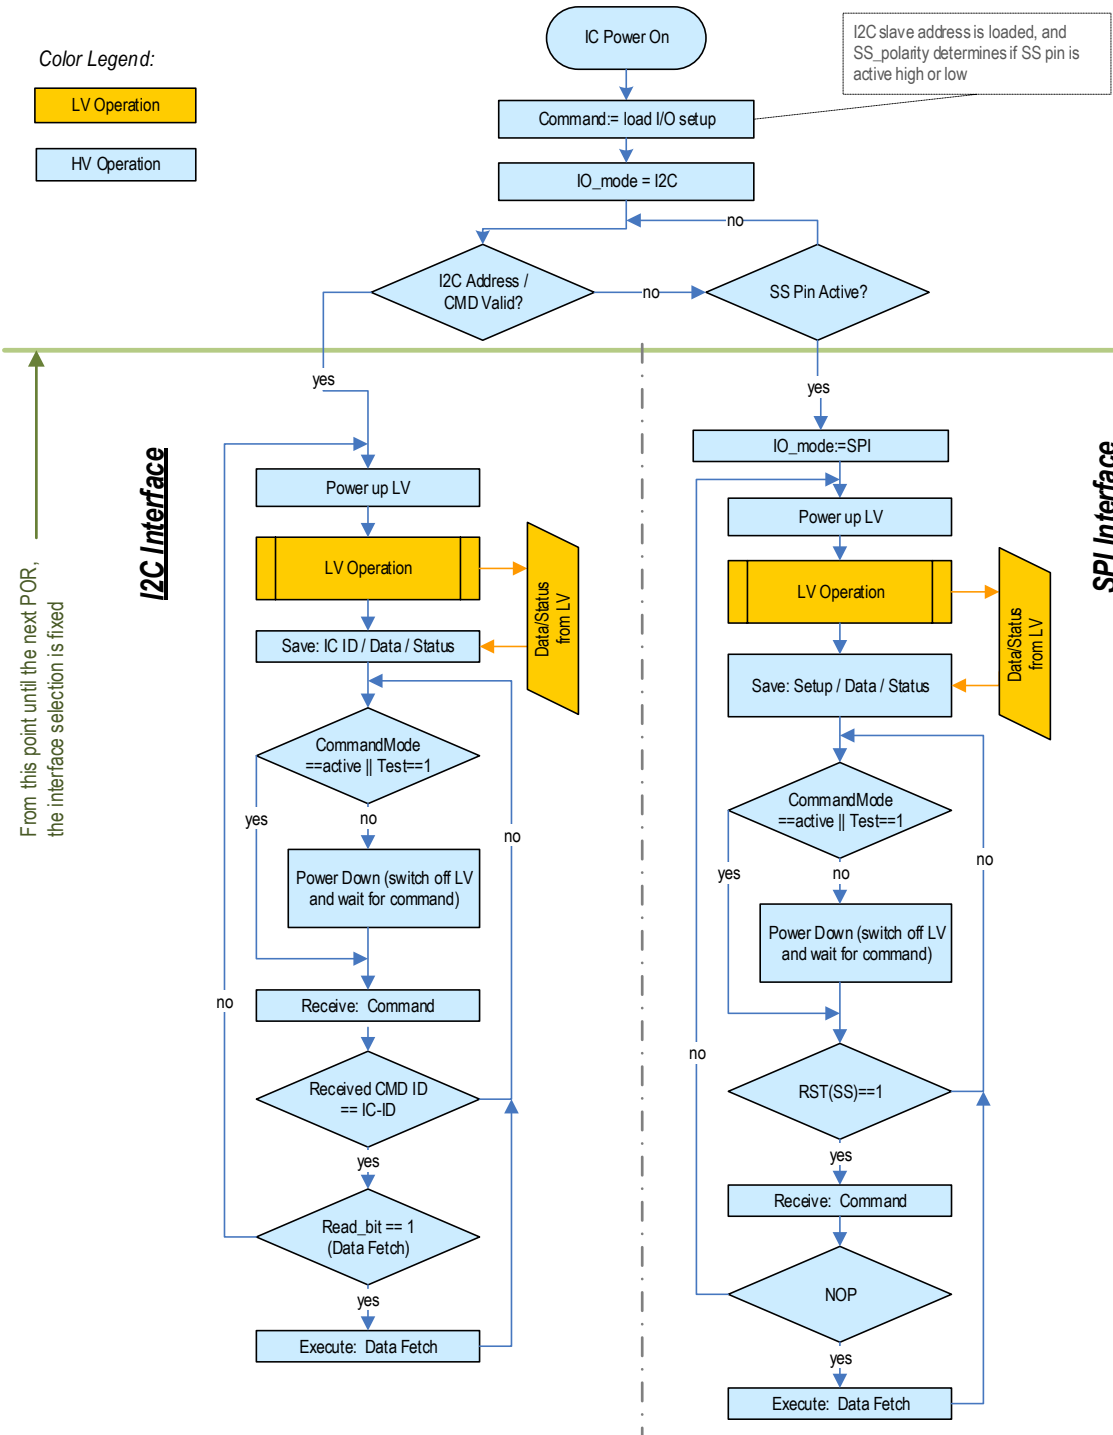 IC Power On
I2C slave address is loaded, and
SS_polarity determines if SS pin is
active high or low
Color Legend:
LV Operation
HV Operation
Command:= load I/O setup
IO_mode = I2C
no
I2C Address /
CMD Valid?
no
SS Pin Active?
From this point until the next POR,
the interface selection is fixed
I2C Interface
yes
Power up LV
LV Operation
Data/Status
from LV
Save: IC ID / Data / Status
CommandMode
==active || Test==1
yes
no
no
Power Down (switch off LV
and wait for command)
no
Receive: Command
Received CMD ID
== IC-ID
yes
Read_bit == 1
(Data Fetch)
yes
Execute: Data Fetch
SPI Interface
yes
IO_mode:=SPI
Power up LV
LV Operation
Data/Status
from LV
Save: Setup / Data / Status
CommandMode
==active || Test==1
yes
no
no
Power Down (switch off LV
and wait for command)
no
RST(SS)==1
yes
Receive: Command
NOP
yes
Execute: Data Fetch